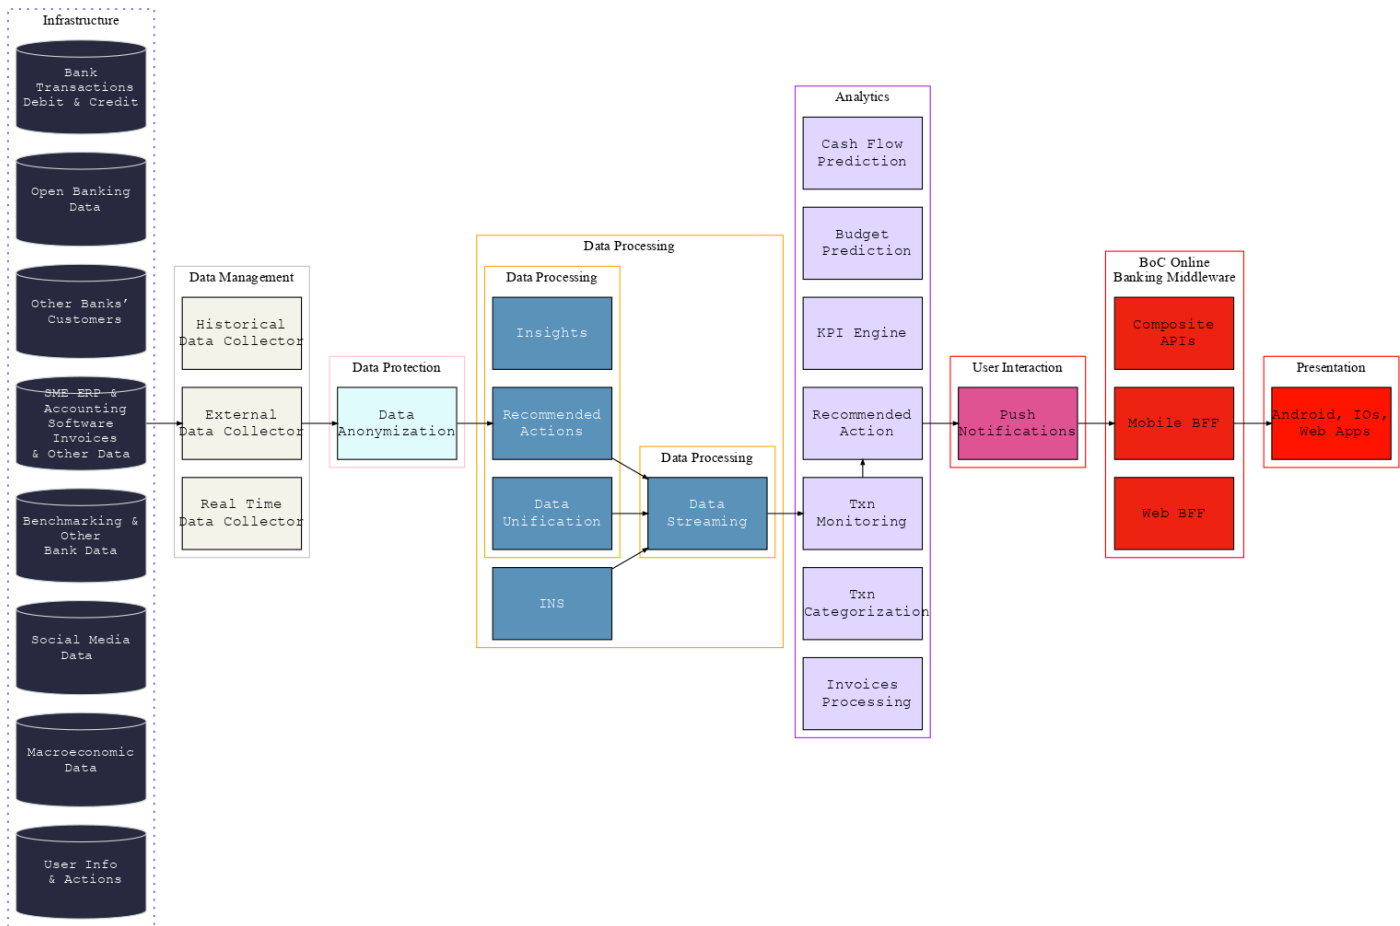 Infrastructure
Bank
Transactions
Debit & Credit
Open Banking
Data
Other Banks’
Customers
SME ERP &
Accounting
Software
Invoices
& Other Data
Benchmarking &
Other
Bank Data
Social Media
Data
Macroeconomic
Data
User Info
& Actions
Data Management
Historical
Data Collector
External
Data Collector
Real Time
Data Collector
Data Protection
Data
Anonymization
Data Processing
Data Processing
Insights
Recommended
Actions
Data
Unification
INS
Data Processing
Data
Streaming
Analytics
Cash Flow
Prediction
Budget
Prediction
KPI Engine
Recommended
Action
Txn
Monitoring
Txn
Categorization
Invoices
Processing
User Interaction
Push
Notifications
BoC Online
Banking Middleware
Composite
APIs
Mobile BFF
Web BFF
Presentation
Android, IOs,
Web Apps